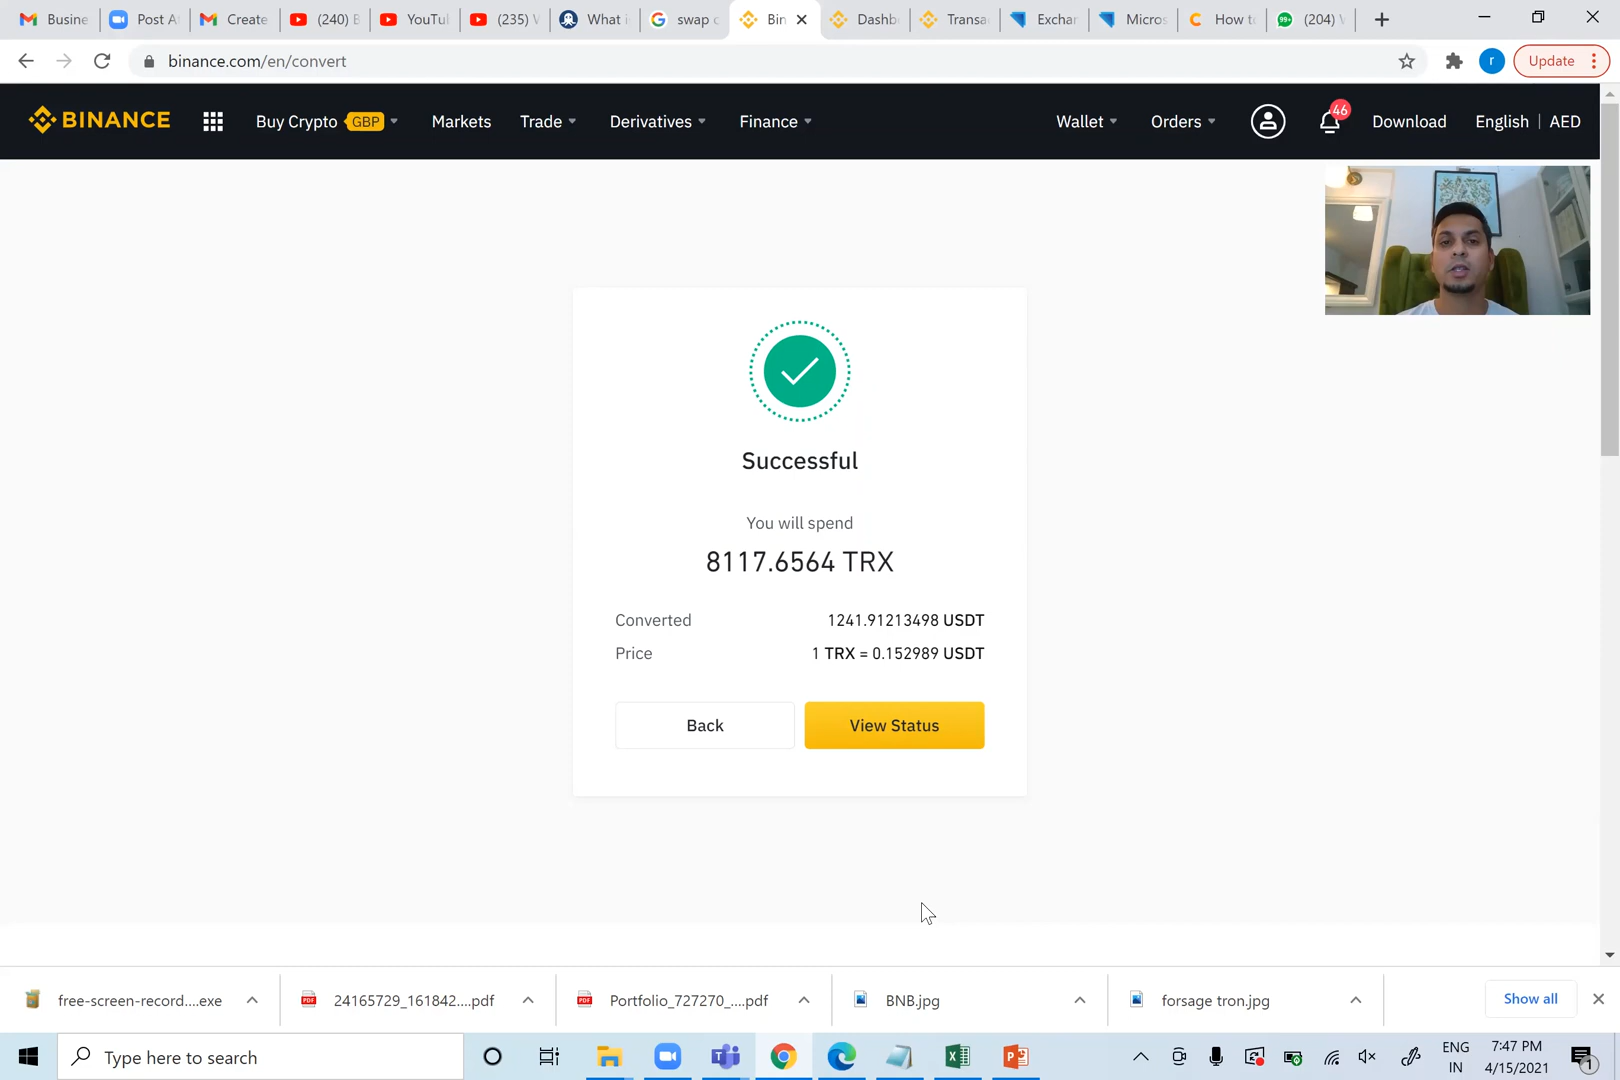 Busine
Post A
Create
(240) B
YouTu
(235) V
What i
swap c
Bin
Dashb
Transa
Exchar
Micros
How to
99+
(204) V
binance.com/en/convert
r
Update
BINANCE
Buy Crypto GBP
Markets
Trade
Derivatives
Finance
Wallet
Orders
46
Download
English | AED
Successful
You will spend
8117.6564 TRX
Converted 1241.91213498 USDT
Price 1 TRX = 0.152989 USDT
Back
View Status
free-screen-record....exe
24165729_161842....pdf
Portfolio_727270_....pdf
BNB.jpg
forsage tron.jpg
Show all
Type here to search
ENG
IN
7:47 PM
4/15/2021
1